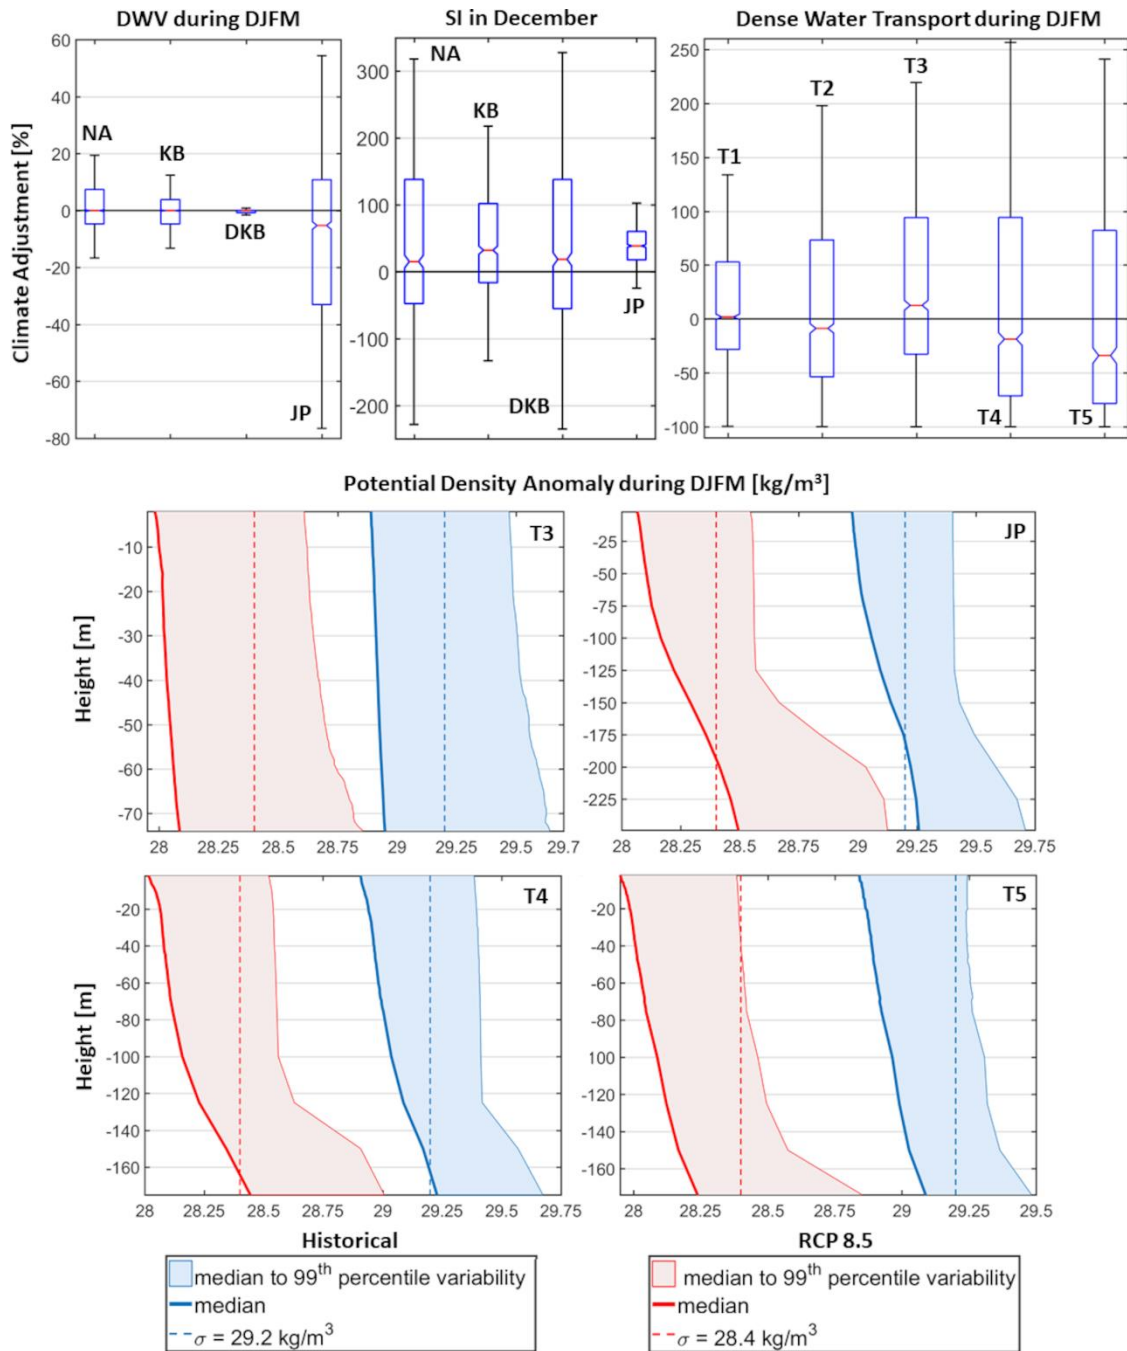 DWV during DJFM
SI in December
Dense Water Transport during DJFM
Climate Adjustment [%]
60
40
20
0
-20
-40
-60
-80
NA
KB
DKB
JP
300
200
100
0
-100
-200
NA
KB
DKB
JP
250
200
150
100
50
0
-50
-100
T1
T2
T3
T4
T5
Potential Density Anomaly during DJFM [kg/m³]
Height [m]
T3
-10
-20
-30
-40
-50
-60
-70
28 28.25 28.5 28.75 29 29.25 29.5 29.7
JP
-25
-50
-75
-100
-125
-150
-175
-200
-225
28 28.25 28.5 28.75 29 29.25 29.5 29.75
Height [m]
T4
-20
-40
-60
-80
-100
-120
-140
-160
28 28.25 28.5 28.75 29 29.25 29.5 29.75
T5
-20
-40
-60
-80
-100
-120
-140
-160
28 28.25 28.5 28.75 29 29.25 29.5
Historical
median to 99th percentile variability
median
σ = 29.2 kg/m³
RCP 8.5
median to 99th percentile variability
median
σ = 28.4 kg/m³